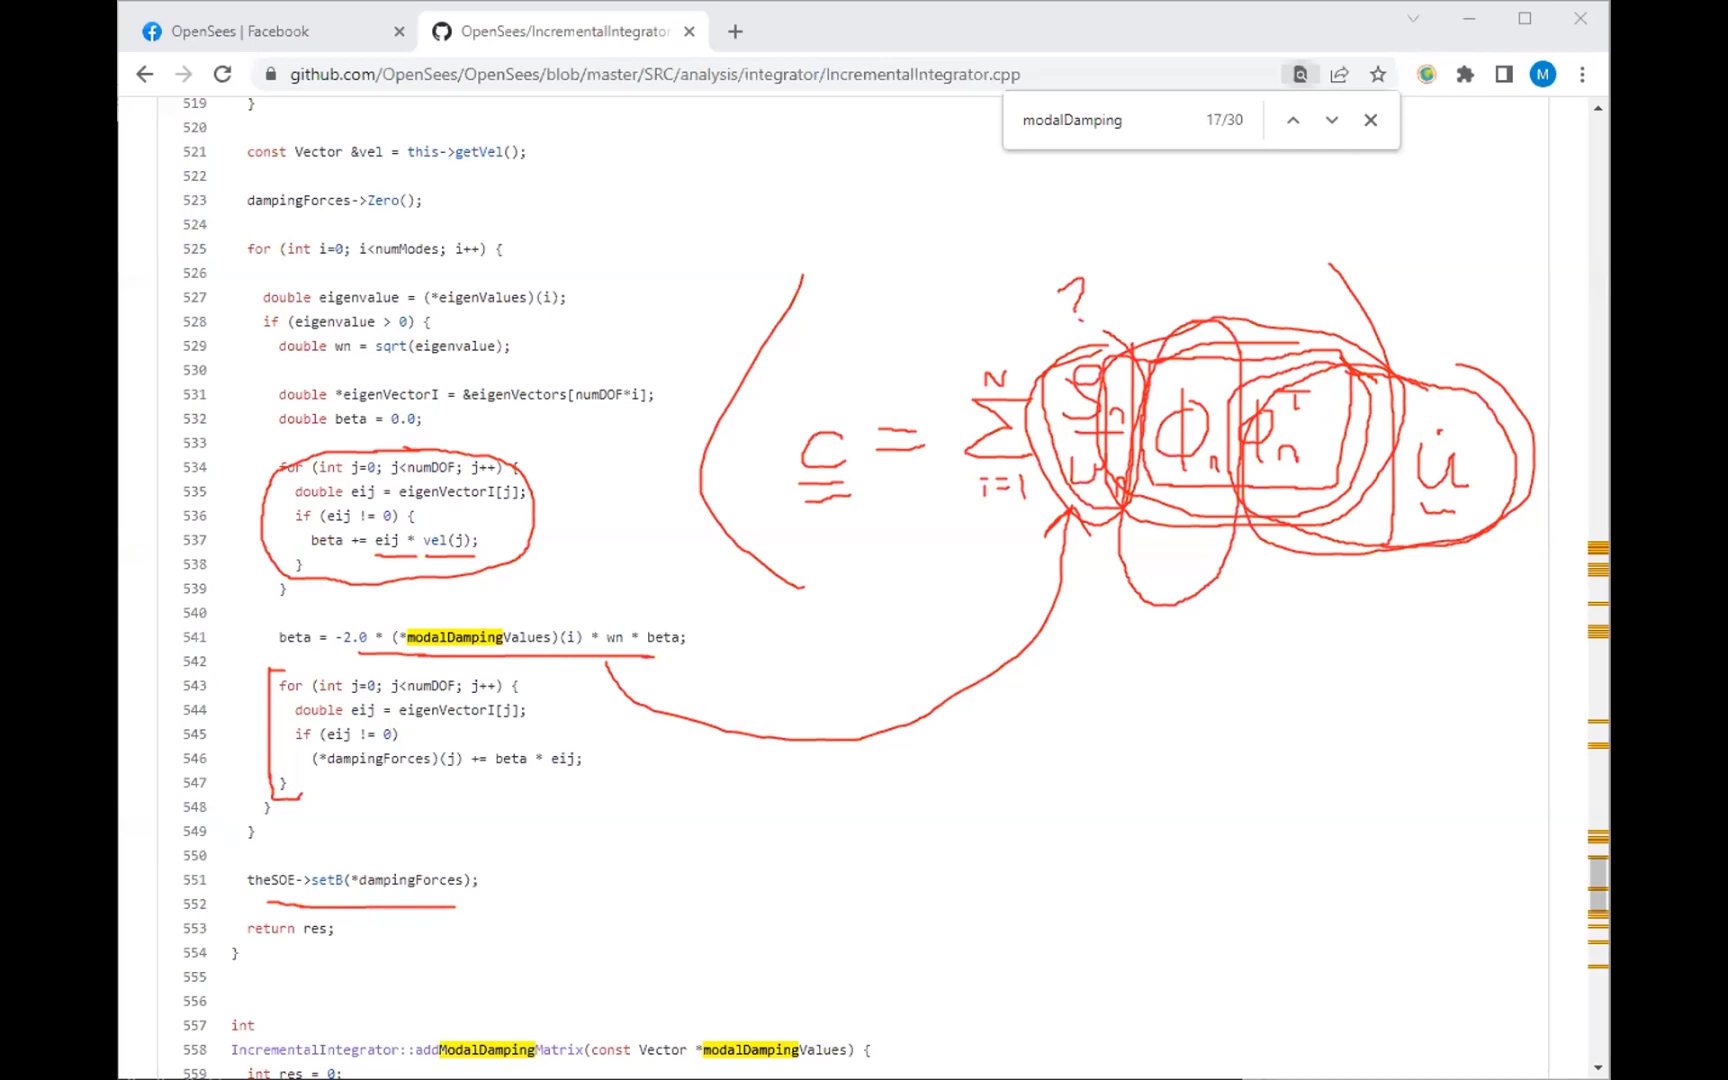 OpenSees | Facebook
OpenSees/IncrementalIntegrator
github.com/OpenSees/OpenSees/blob/master/SRC/analysis/integrator/IncrementalIntegrator.cpp
M
modalDamping 17/30
519 }
520
521 const Vector &vel = this->getVel();
522
523 dampingForces->Zero();
524
525 for (int i=0; i<numModes; i++) {
526
527 double eigenvalue = (*eigenValues)(i);
528 if (eigenvalue > 0) {
529 double wn = sqrt(eigenvalue);
530
531 double *eigenVectorI = &eigenVectors[numDOF*i];
532 double beta = 0.0;
533
534 for (int j=0; j<numDOF; j++) {
535 double eij = eigenVectorI[j];
536 if (eij != 0) {
537 beta += eij * vel(j);
538 }
539 }
540
541 beta = -2.0 * (*modalDampingValues)(i) * wn * beta;
542
543 for (int j=0; j<numDOF; j++) {
544 double eij = eigenVectorI[j];
545 if (eij != 0)
546 (*dampingForces)(j) += beta * eij;
547 }
548 }
549 }
550
551 theSOE->setB(*dampingForces);
552
553 return res;
554 }
555
556
557 int
558 IncrementalIntegrator::addModalDampingMatrix(const Vector *modalDampingValues) {
559 int res = 0;
?
N
c = Σ ϕn ϕn^T u̇
i=1